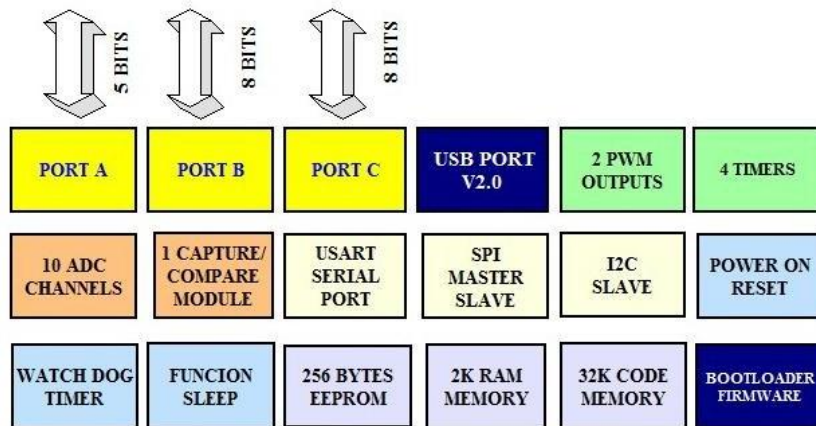 5 BITS
8 BITS
8 BITS
PORT A
PORT B
PORT C
USB PORT
V2.0
2 PWM
OUTPUTS
4 TIMERS
10 ADC
CHANNELS
1 CAPTURE/
COMPARE
MODULE
USART
SERIAL
PORT
SPI
MASTER
SLAVE
I2C
SLAVE
POWER ON
RESET
WATCH DOG
TIMER
FUNCION
SLEEP
256 BYTES
EEPROM
2K RAM
MEMORY
32K CODE
MEMORY
BOOTLOADER
FIRMWARE